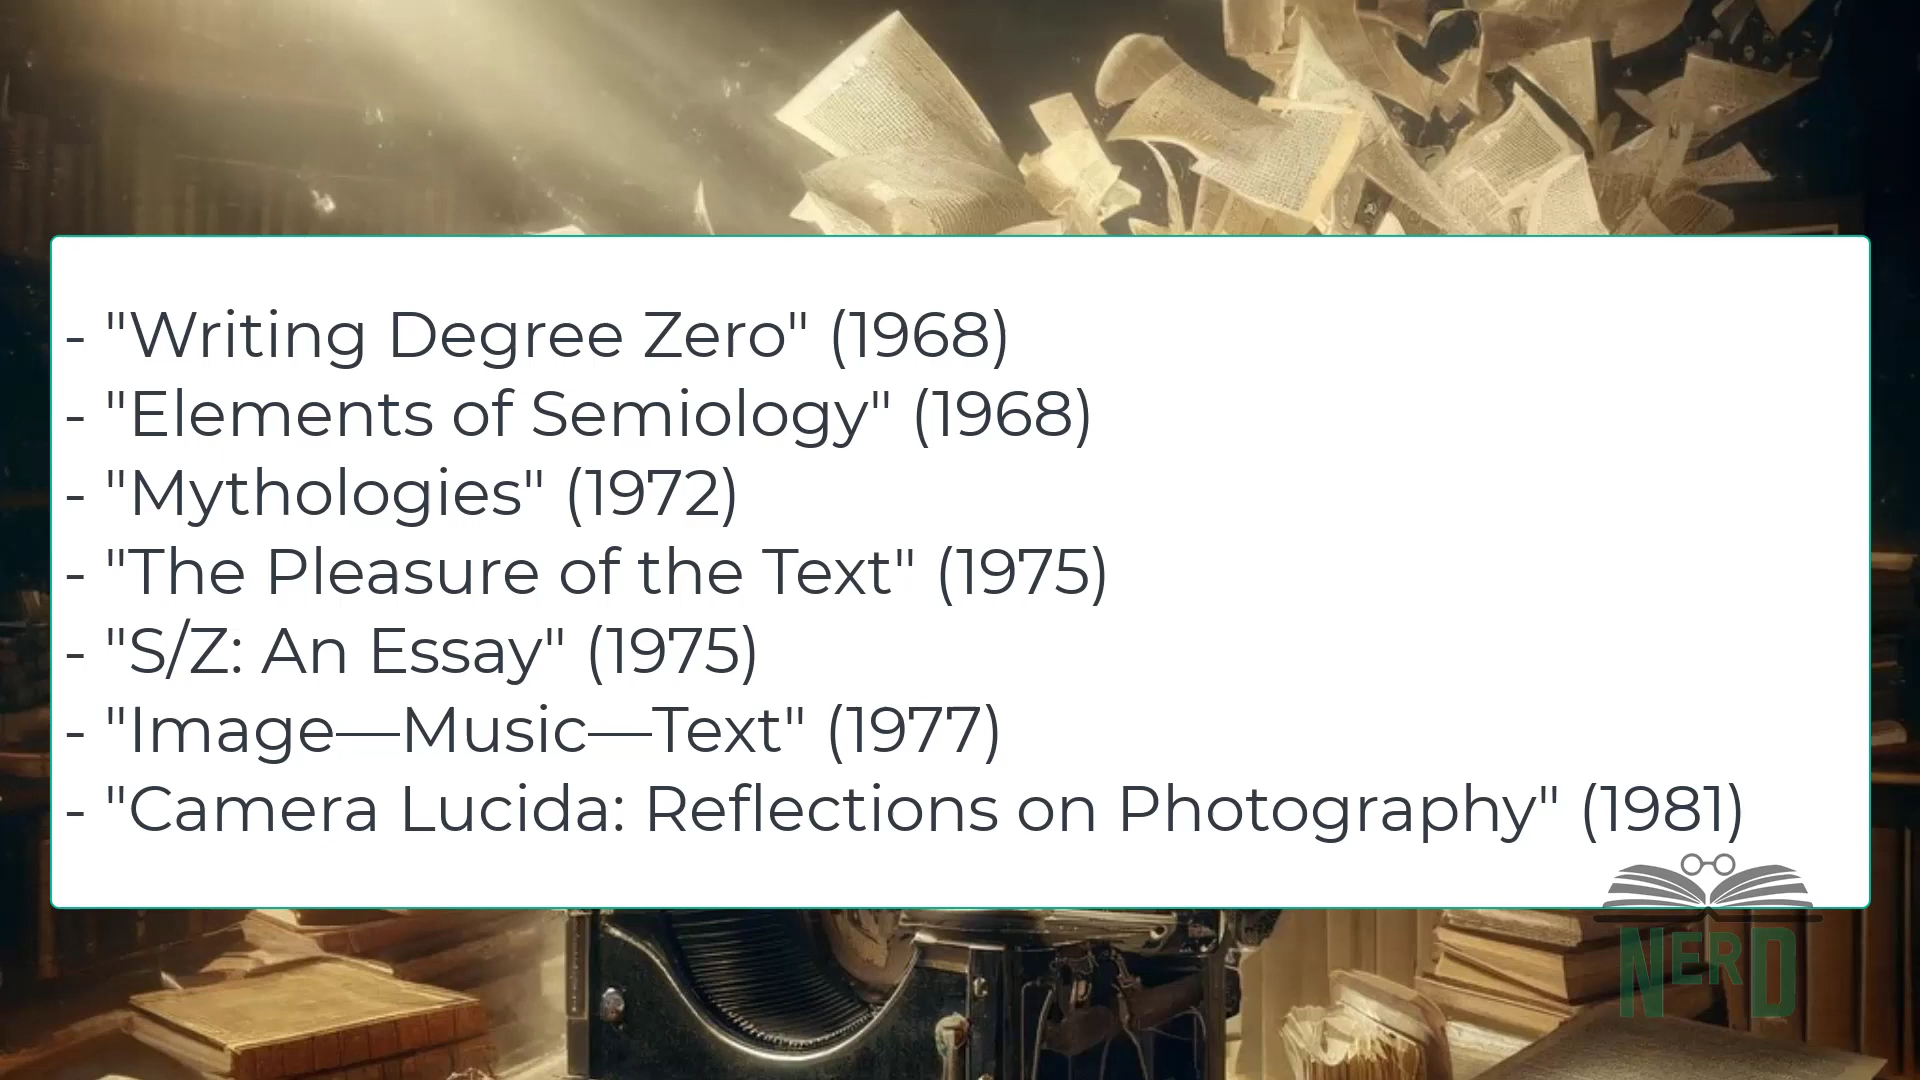 - "Writing Degree Zero" (1968)
- "Elements of Semiology" (1968)
- "Mythologies" (1972)
- "The Pleasure of the Text" (1975)
- "S/Z: An Essay" (1975)
- "Image—Music—Text" (1977)
- "Camera Lucida: Reflections on Photography" (1981)
NERD